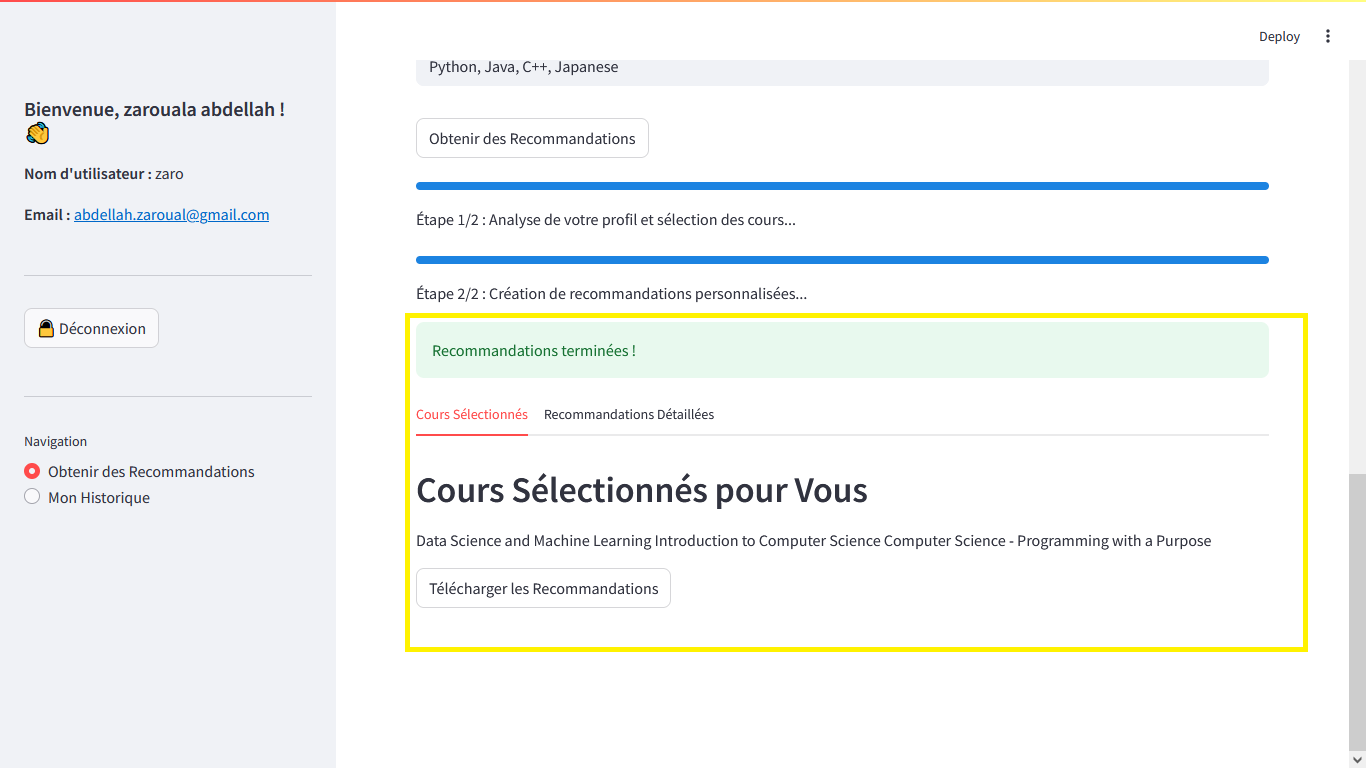 Deploy
Bienvenue, zarouala abdellah !
Nom d'utilisateur : zaro
Email : abdellah.zaroual@gmail.com
Déconnexion
Navigation
Obtenir des Recommandations
Mon Historique
Python, Java, C++, Japanese
Obtenir des Recommandations
Étape 1/2 : Analyse de votre profil et sélection des cours...
Étape 2/2 : Création de recommandations personnalisées...
Recommandations terminées !
Cours Sélectionnés Recommandations Détaillées
Cours Sélectionnés pour Vous
Data Science and Machine Learning Introduction to Computer Science Computer Science - Programming with a Purpose
Télécharger les Recommandations